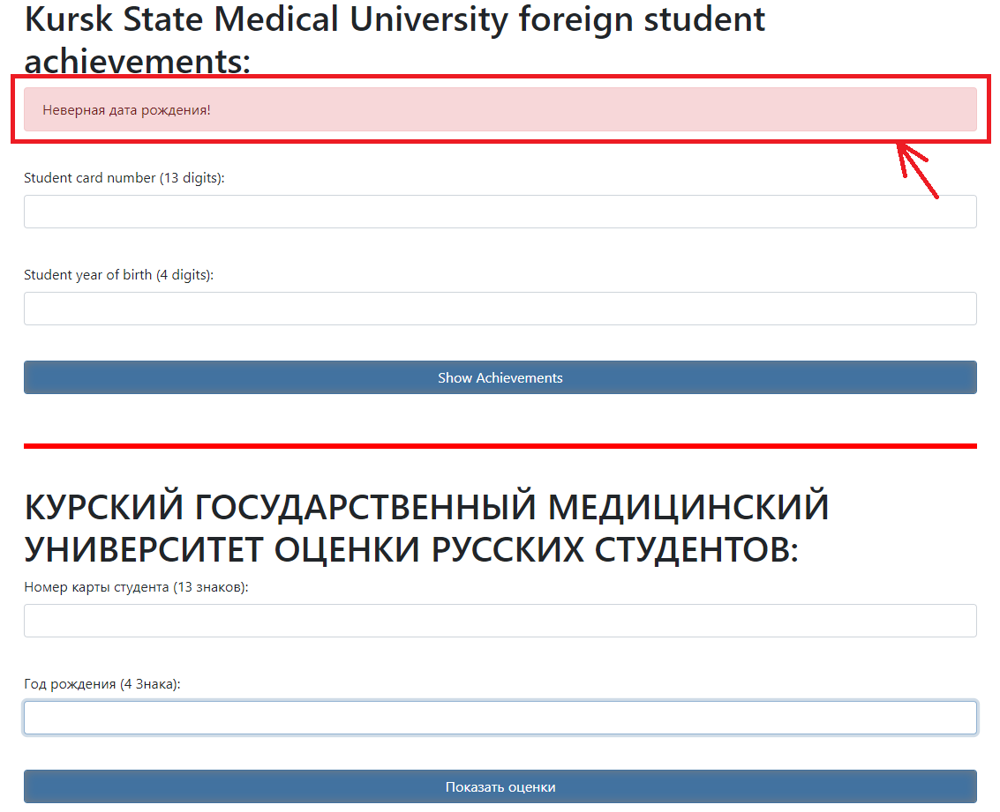 Kursk State Medical University foreign student
achievements:
Неверная дата рождения!
Student card number (13 digits):
Student year of birth (4 digits):
Show Achievements
КУРСКИЙ ГОСУДАРСТВЕННЫЙ МЕДИЦИНСКИЙ
УНИВЕРСИТЕТ ОЦЕНКИ РУССКИХ СТУДЕНТОВ:
Номер карты студента (13 знаков):
Год рождения (4 Знака):
Показать оценки